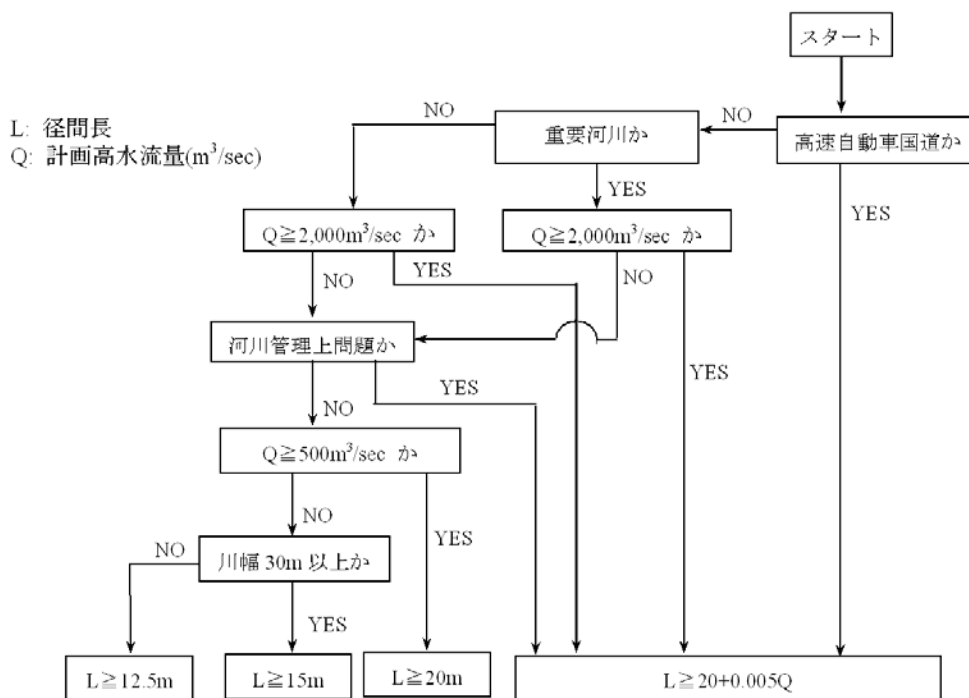 スタート
L: 径間長
Q: 計画高水流量(m³/sec)
NO
重要河川か
NO
高速自動車国道か
YES
YES
Q≧2,000m³/sec か
Q≧2,000m³/sec か
NO
YES
NO
河川管理上問題か
YES
YES
NO
Q≧500m³/sec か
NO
YES
NO
川幅 30m 以上か
YES
L≧12.5m
L≧15m
L≧20m
L≧20+0.005Q